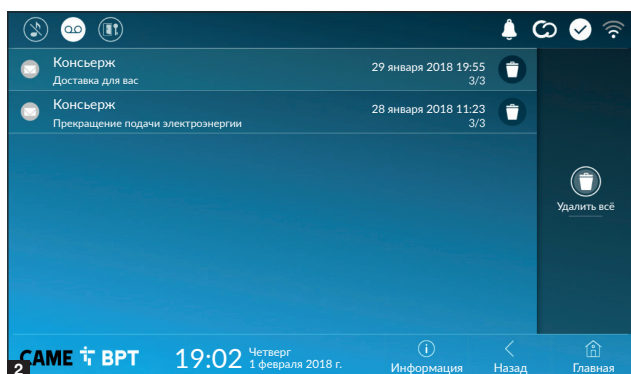 Консьерж
29 января 2018 19:55
Доставка для вас
3/3
Консьерж
28 января 2018 11:23
Прекращение подачи электроэнергии
3/3
Удалить всё
CAME BPT
19:02
Четверг
1 февраля 2018 г.
Информация
Назад
Главная
2